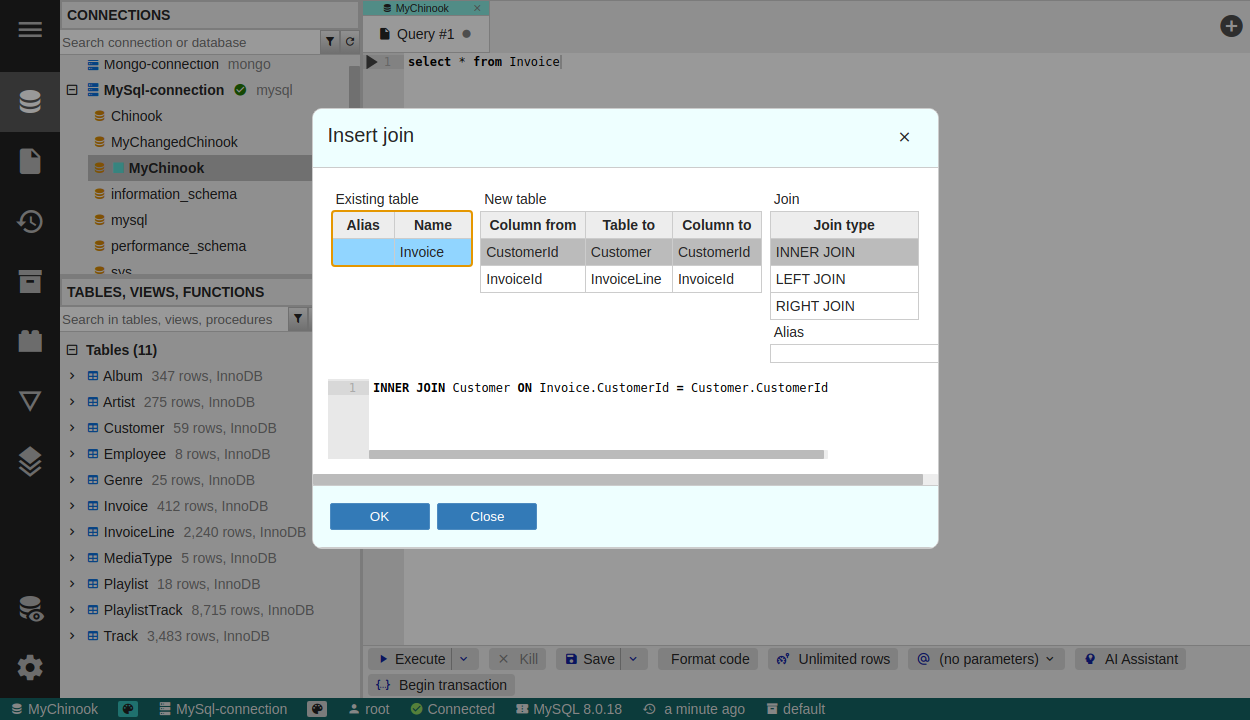 CONNECTIONS
Search connection or database
Mongo-connection mongo
MySql-connection mysql
Chinook
MyChangedChinook
MyChinook
information_schema
mysql
performance_schema
sys
TABLES, VIEWS, FUNCTIONS
Search in tables, views, procedures
Tables (11)
Album 347 rows, InnoDB
Artist 275 rows, InnoDB
Customer 59 rows, InnoDB
Employee 8 rows, InnoDB
Genre 25 rows, InnoDB
Invoice 412 rows, InnoDB
InvoiceLine 2,240 rows, InnoDB
MediaType 5 rows, InnoDB
Playlist 18 rows, InnoDB
PlaylistTrack 8,715 rows, InnoDB
Track 3,483 rows, InnoDB
MyChinook
Query #1
1 select * from Invoice
Insert join
Existing table
Alias Name
Invoice
New table
Column from Table to Column to
CustomerId Customer CustomerId
InvoiceId InvoiceLine InvoiceId
Join
Join type
INNER JOIN
LEFT JOIN
RIGHT JOIN
Alias
1 INNER JOIN Customer ON Invoice.CustomerId = Customer.CustomerId
OK Close
Execute Kill Save Format code Unlimited rows (no parameters) AI Assistant
Begin transaction
MyChinook MySql-connection root Connected MySQL 8.0.18 a minute ago default